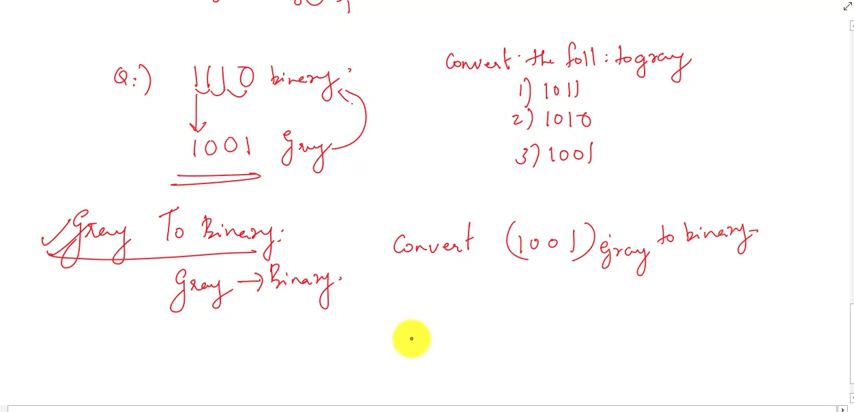 Q:) 1110 binary.
1001 Gray
Convert the foll: to gray
1) 1011
2) 1010
3) 1001
Gray To Binary:
Gray → Binary.
Convert (1001)gray to binary